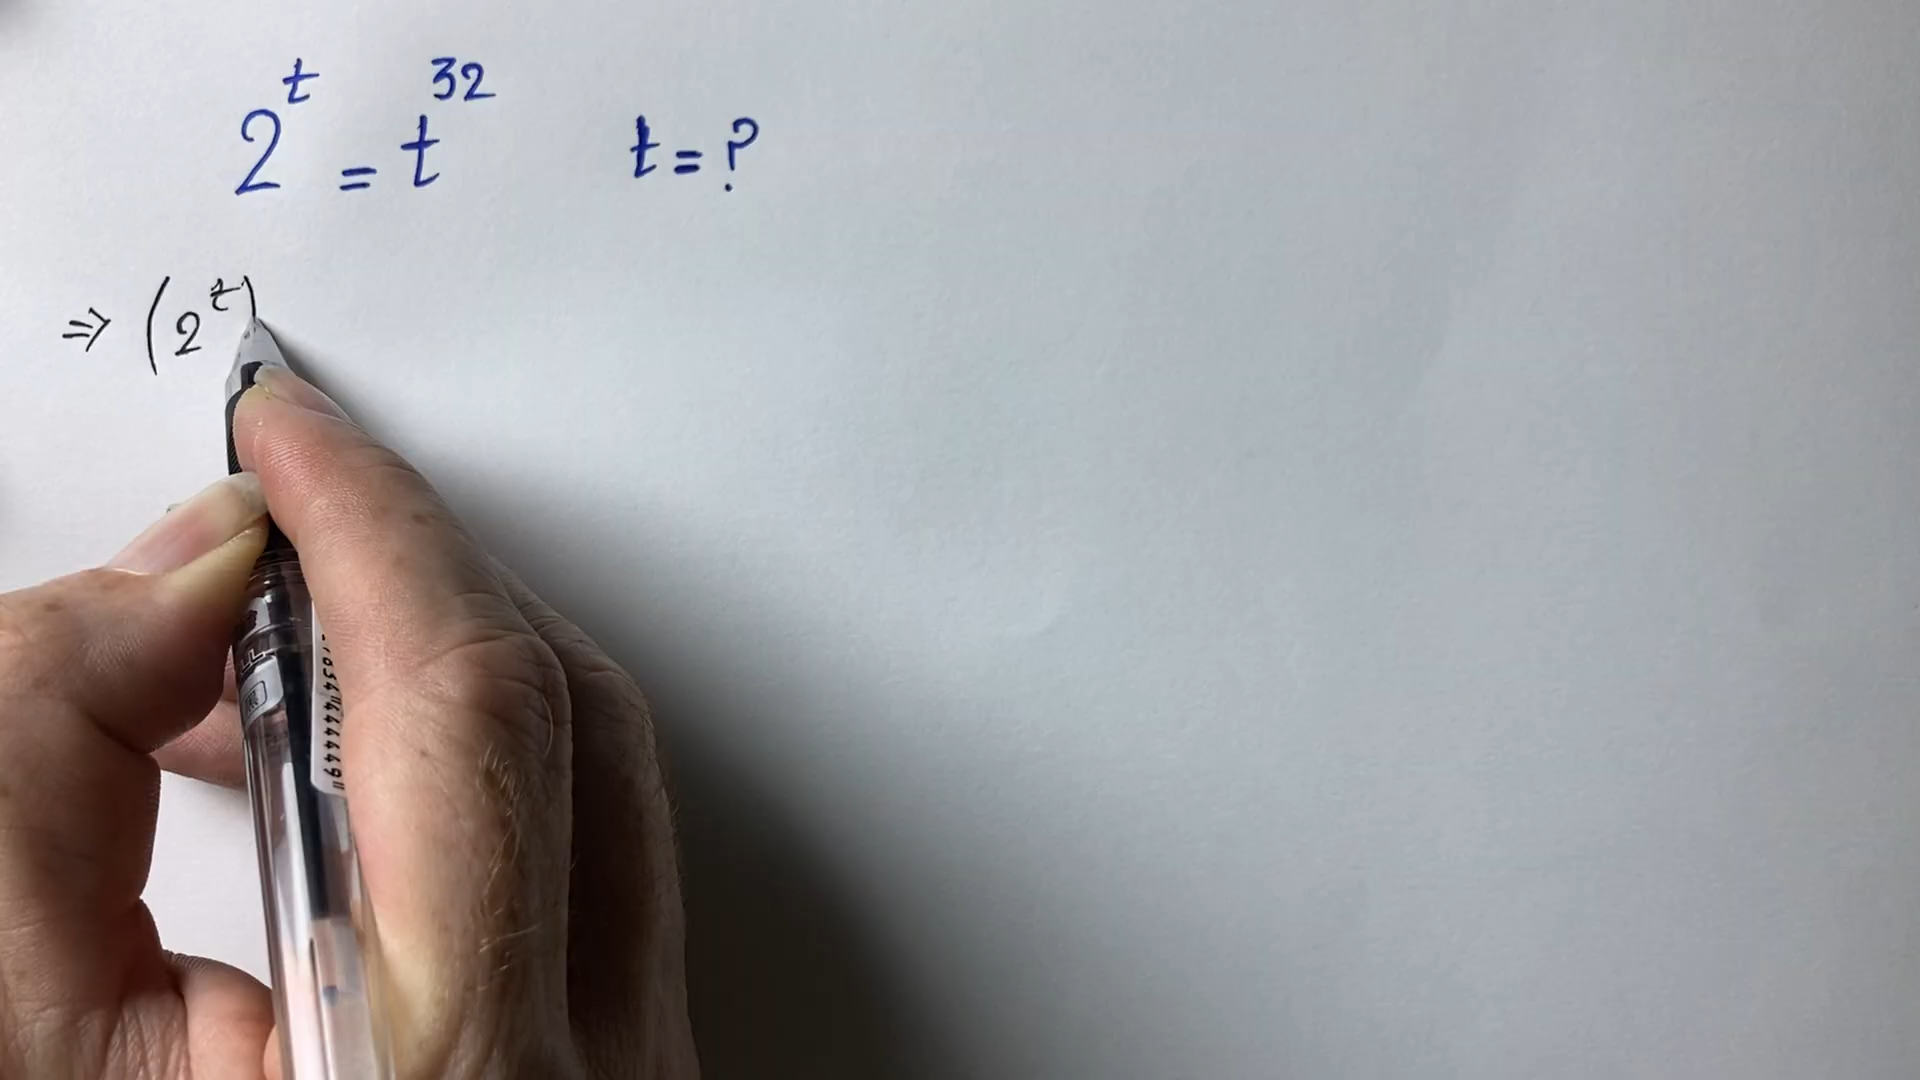 2^t = t^32 t = ?
⇒ (2^t)